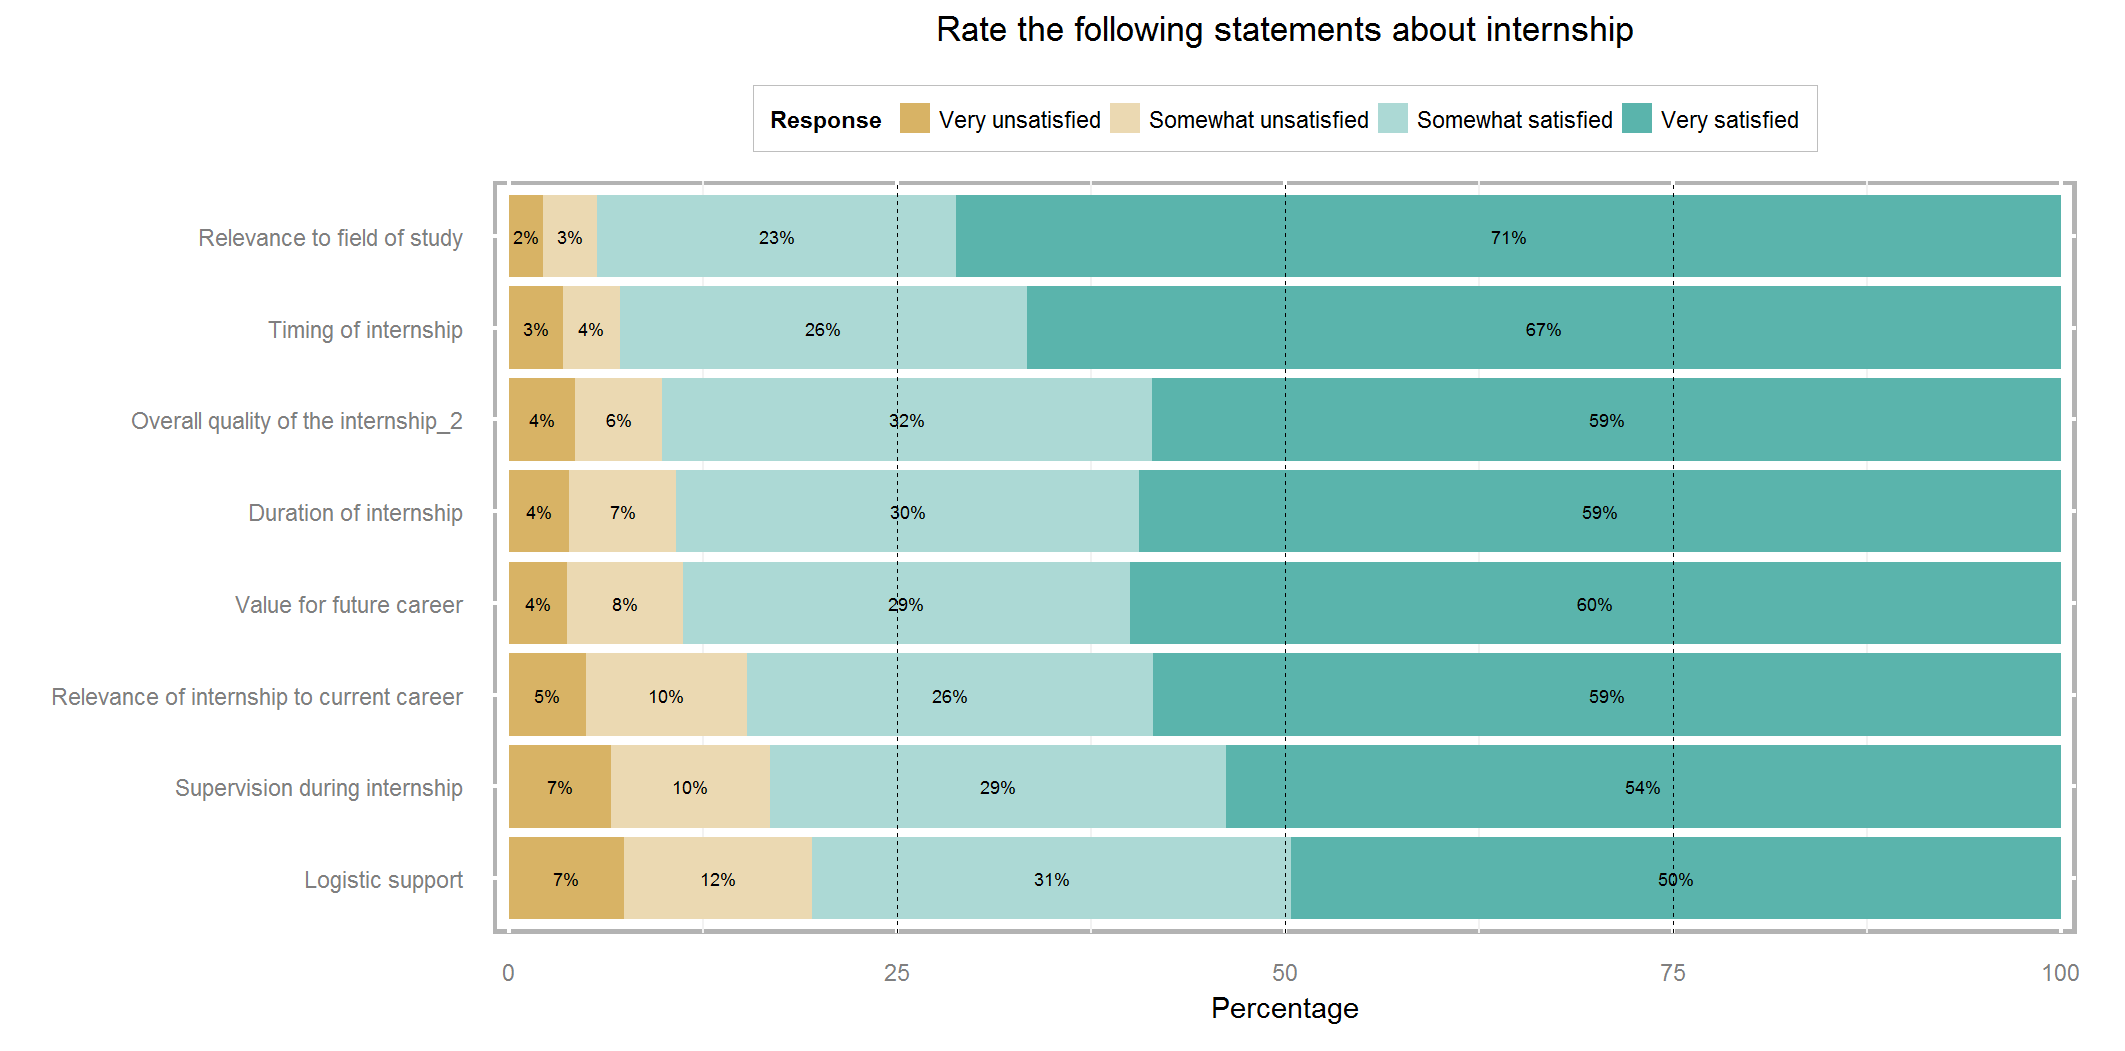 Rate the following statements about internship
Response Very unsatisfied Somewhat unsatisfied Somewhat satisfied Very satisfied
Relevance to field of study 2% 3% 23% 71%
Timing of internship 3% 4% 26% 67%
Overall quality of the internship_2 4% 6% 32% 59%
Duration of internship 4% 7% 30% 59%
Value for future career 4% 8% 29% 60%
Relevance of internship to current career 5% 10% 26% 59%
Supervision during internship 7% 10% 29% 54%
Logistic support 7% 12% 31% 50%
0 25 50 75 100
Percentage